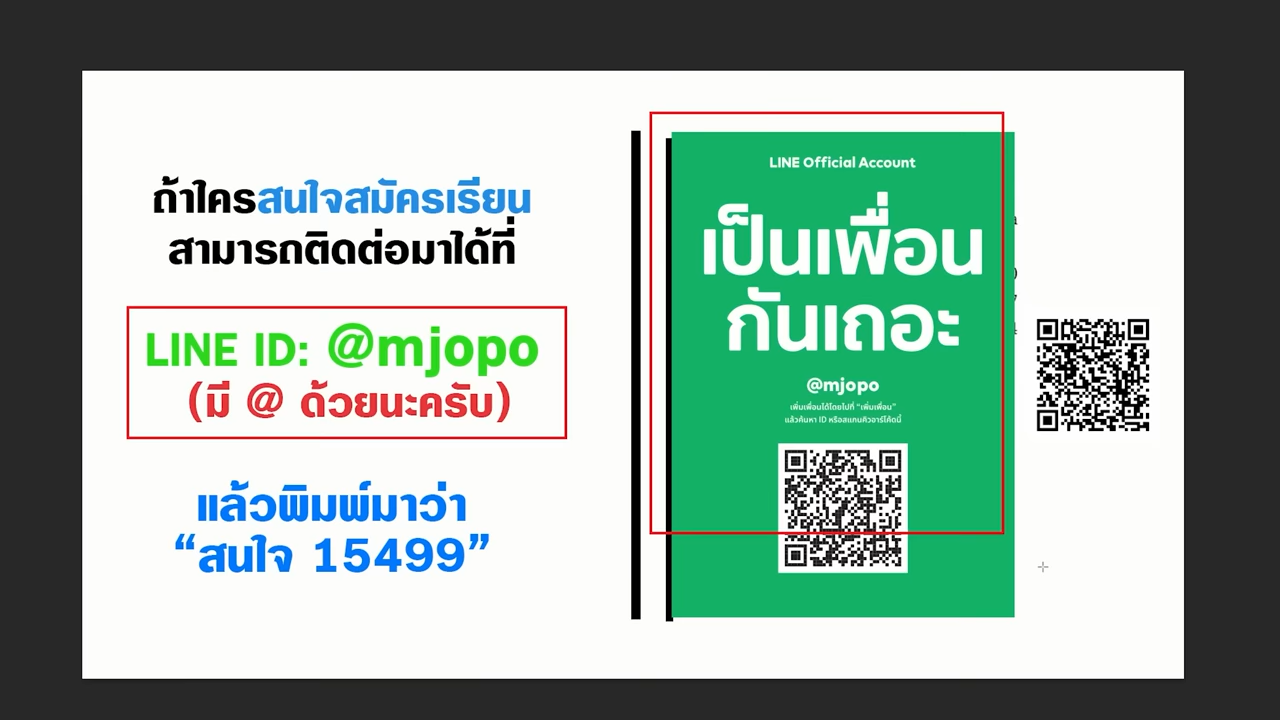 ถ้าใครสนใจสมัครเรียน
สามารถติดต่อมาได้ที่
LINE ID: @mjopo
(มี @ ด้วยนะครับ)
แล้วพิมพ์มาว่า
“สนใจ 15499”
LINE Official Account
เป็นเพื่อน
กันเถอะ
@mjopo
เพิ่มเพื่อนได้โดยไปที่ "เพิ่มเพื่อน"
แล้วค้นหา ID หรือสแกนคิวอาร์โค้ดนี้